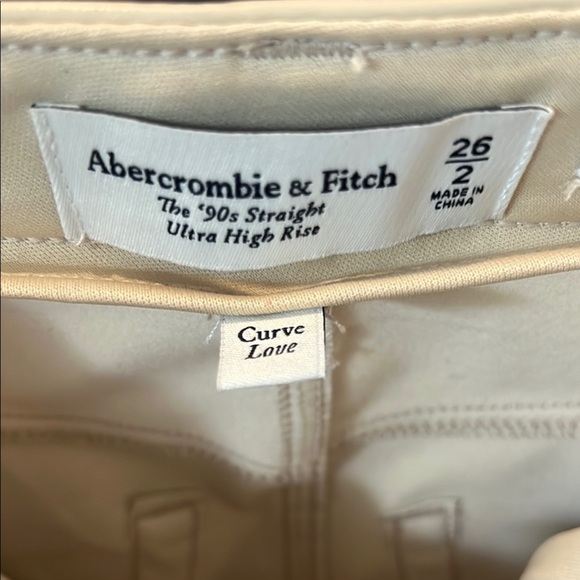 Abercrombie & Fitch
The '90s Straight
Ultra High Rise
26
2
MADE IN
CHINA
Curve
Love